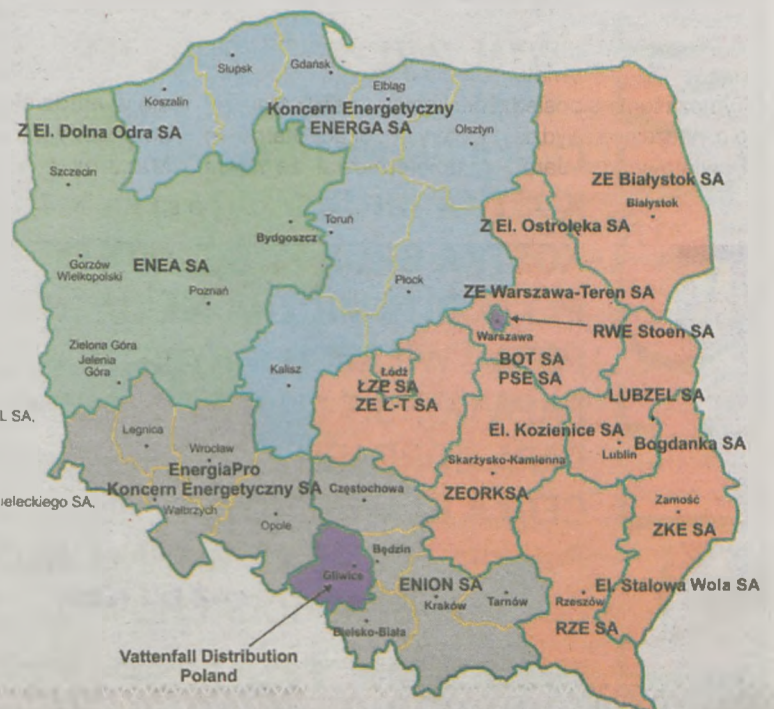 Słupsk
Gdańsk
Koszalin
Elbląg
Koncern Energetyczny
ENERGA SA
Z El. Dolna Odra SA
Olsztyn
Szczecin
ZE Białystok SA
Białystok
Toruń
Z El. Ostrolęka SA
Bydgoszcz
Gorzów
Wielkopolski
ENEA SA
Płock
Poznań
ZE Warszawa-Teren SA
RWE Stoen SA
Warszawa
Zielona Góra
Jelenia
Góra
BOT SA
PSE SA
Kalisz
Łódź
ŁZE SA
ZE Ł-T SA
LUBZEL SA
L SA,
Legnica
El. Kozienice SA
Bogdanka SA
Wrocław
Lublin
EnergiaPro
Koncern Energetyczny SA
Skarżysko-Kamienna
Częstochowa
ZEORKSA
ieleckiego SA,
Wałbrzych
Zamość
Opole
ZKE SA
Będzin
Gliwice
ENION SA
El. Stalowa Wola SA
Kraków
Tarnów
Rzeszów
Bielsko-Biała
RZE SA
Vattenfall Distribution
Poland